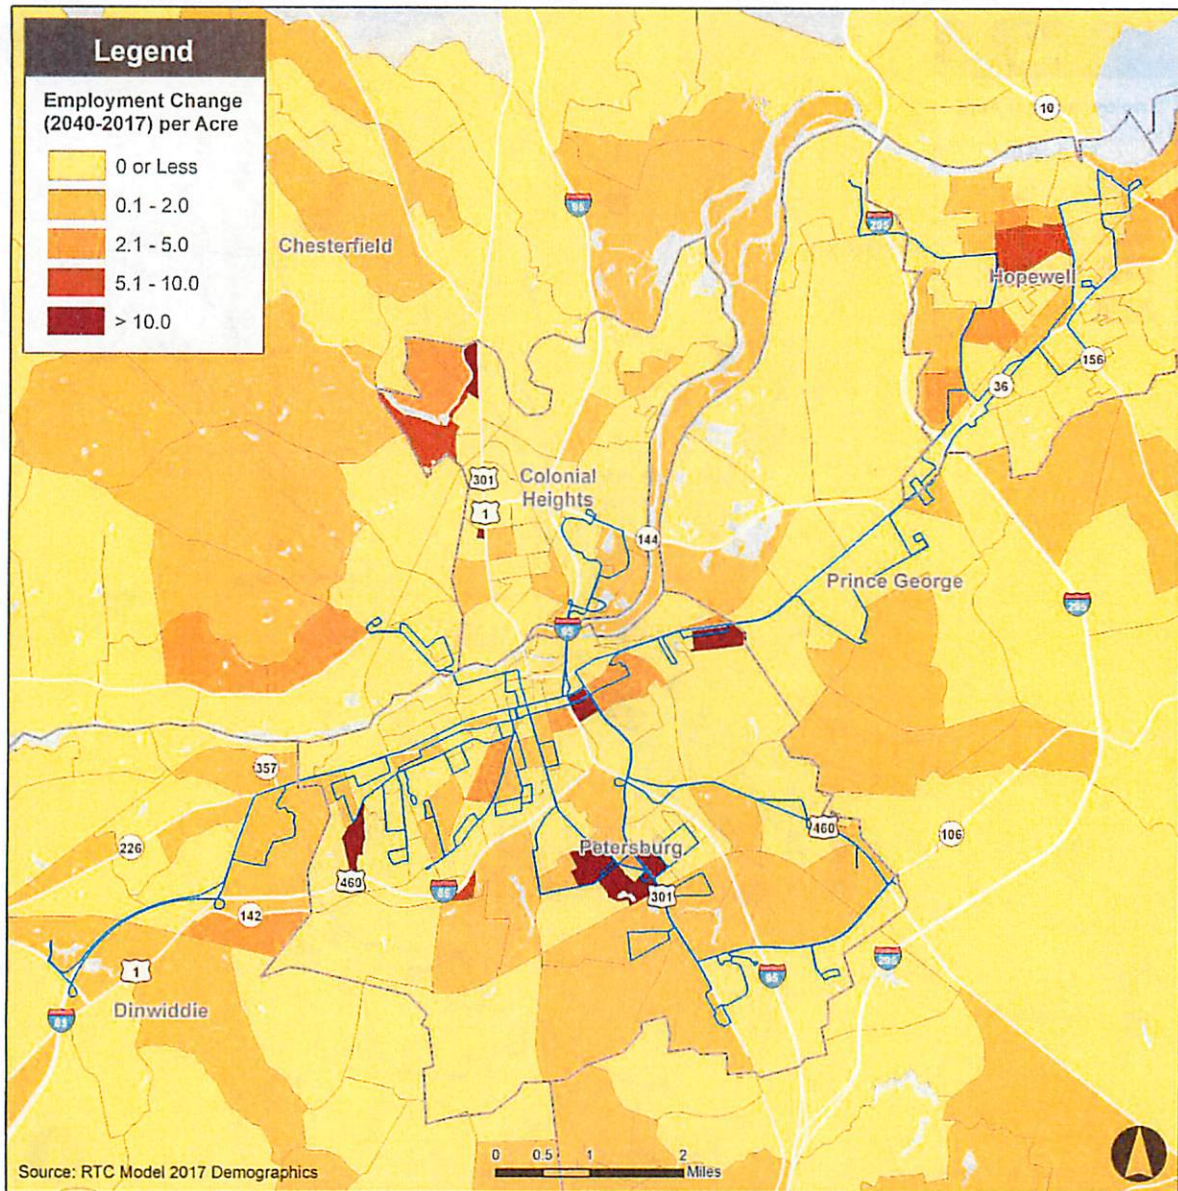 Legend
Employment Change
(2040-2017) per Acre
0 or Less
0.1 - 2.0
2.1 - 5.0
5.1 - 10.0
> 10.0
10
95
295
Chesterfield
Hopewell
156
36
301
Colonial
Heights
1
144
Prince George
295
95
357
226
460
106
Petersburg
460
85
301
142
1
295
95
Dinwiddie
85
0 0.5 1 2
Miles
Source: RTC Model 2017 Demographics